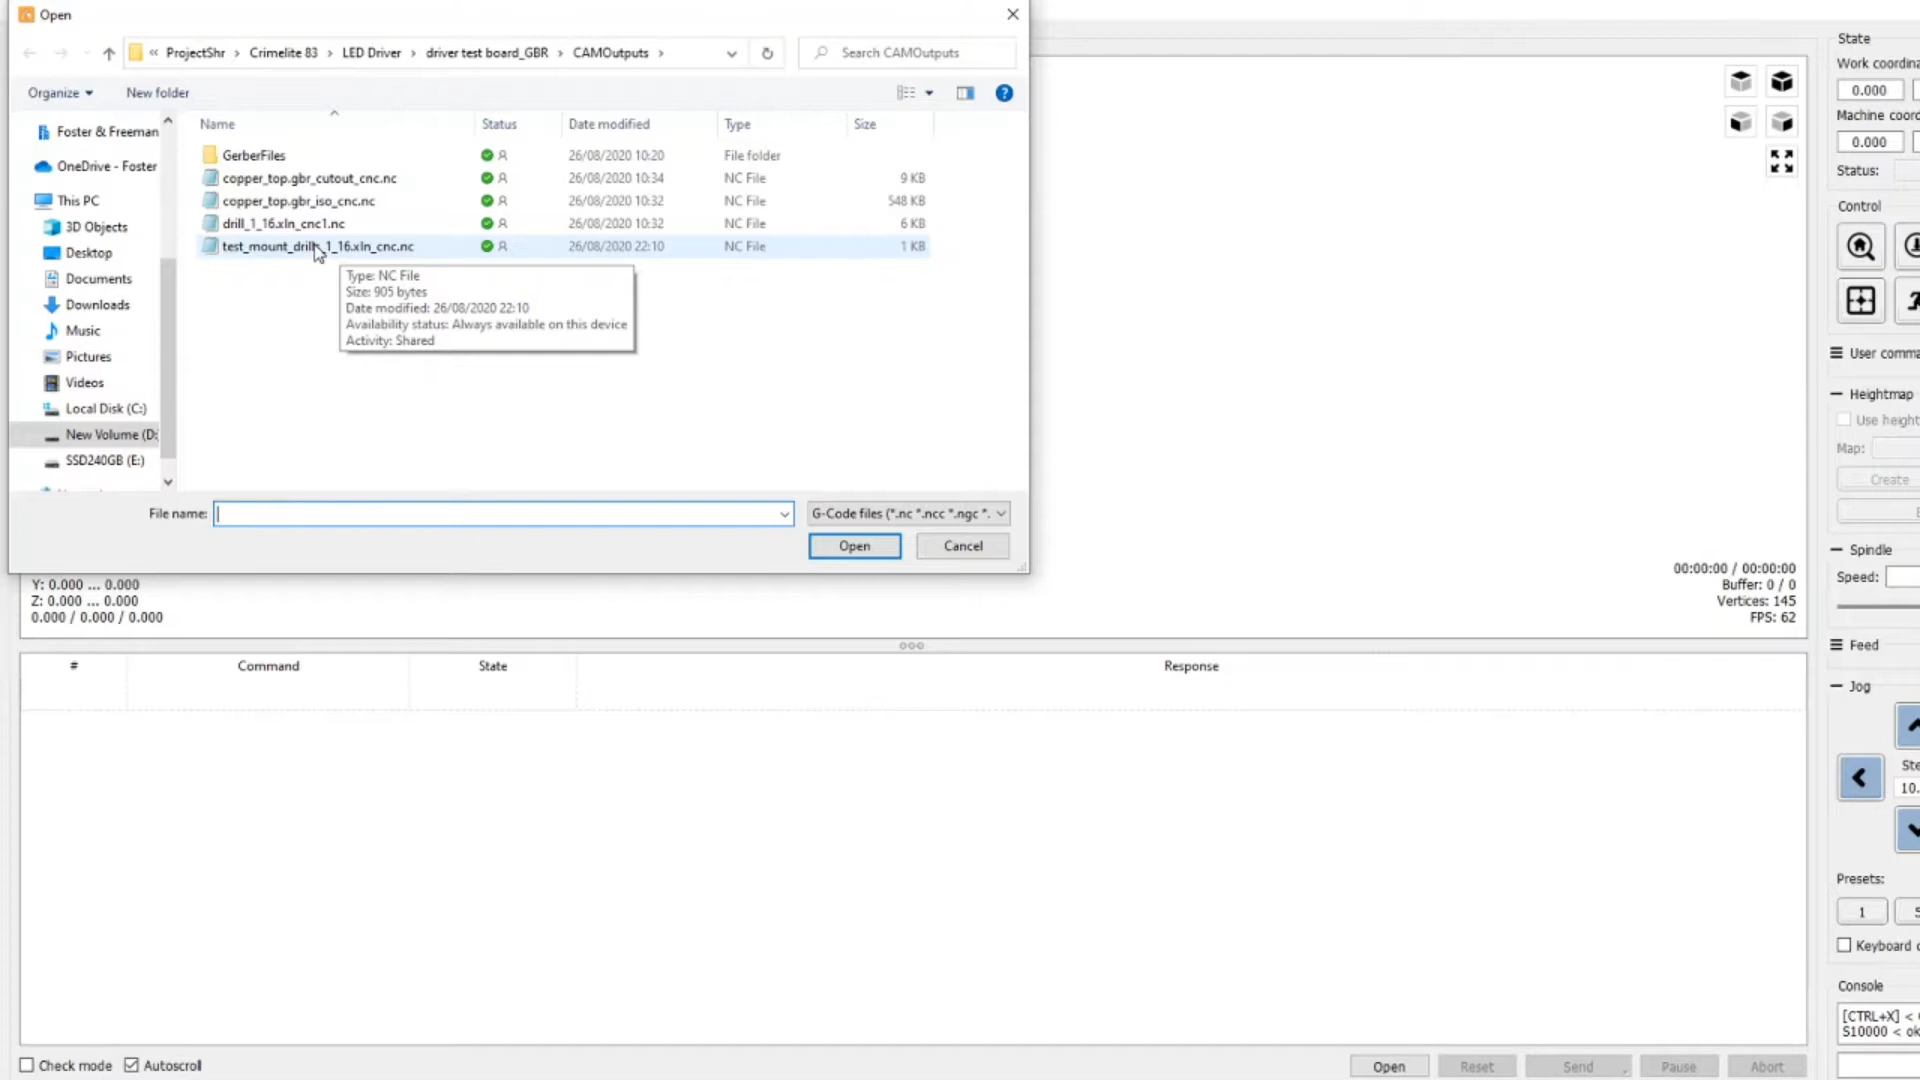 Open
« ProjectShr › Crimelite 83 › LED Driver › driver test board_GBR › CAMOutputs ›
Search CAMOutputs
Organize
New folder
Name Status Date modified Type Size
GerberFiles 26/08/2020 10:20 File folder
copper_top.gbr_cutout_cnc.nc 26/08/2020 10:34 NC File 9 KB
copper_top.gbr_iso_cnc.nc 26/08/2020 10:32 NC File 548 KB
drill_1_16.xln_cnc1.nc 26/08/2020 10:32 NC File 6 KB
26/08/2020 22:10 NC File 1 KB
Type: NC File
Size: 905 bytes
Date modified: 26/08/2020 22:10
Availability status: Always available on this device
Activity: Shared
Foster & Freeman
OneDrive - Foster
This PC
3D Objects
Desktop
Documents
Downloads
Music
Pictures
Videos
Local Disk (C:)
New Volume (D:
SSD240GB (E:)
File name:
G-Code files (*.nc *.ncc *.ngc *.
Open
Cancel
Y: 0.000 ... 0.000
Z: 0.000 ... 0.000
0.000 / 0.000 / 0.000
00:00:00 / 00:00:00
Buffer: 0 / 0
Vertices: 145
FPS: 62
# Command State Response
Check mode
Autoscroll
Open
Reset
Send
Pause
Abort
State
Work coordina
0.000
Machine coord
0.000
Status:
Control
User comma
Heightmap
Use height
Map:
Create
Spindle
Speed:
Feed
Jog
Ste
10.
Presets:
1
Keyboard c
Console
[CTRL+X] <
S10000 < ok